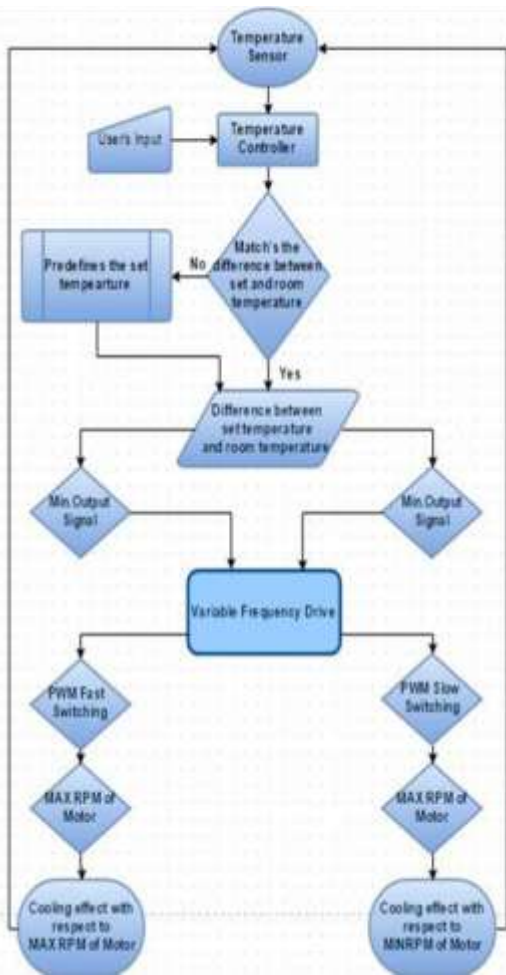 Temperature
Sensor
User's Input
Temperature
Controller
Match's the
difference between
set and room
temperature
No
Predefines the set
tempearture
Yes
Difference between
set temperature
and room temperature
Min.Output
Signal
Min.Output
Signal
Variable Frequency Drive
PWM Fast
Switching
PWM Slow
Switching
MAX RPM of
Motor
MAX RPM of
Motor
Cooling effect with
respect to
MAX RPM of Motor
Cooling effect with
respect to
MINRPM of Motor